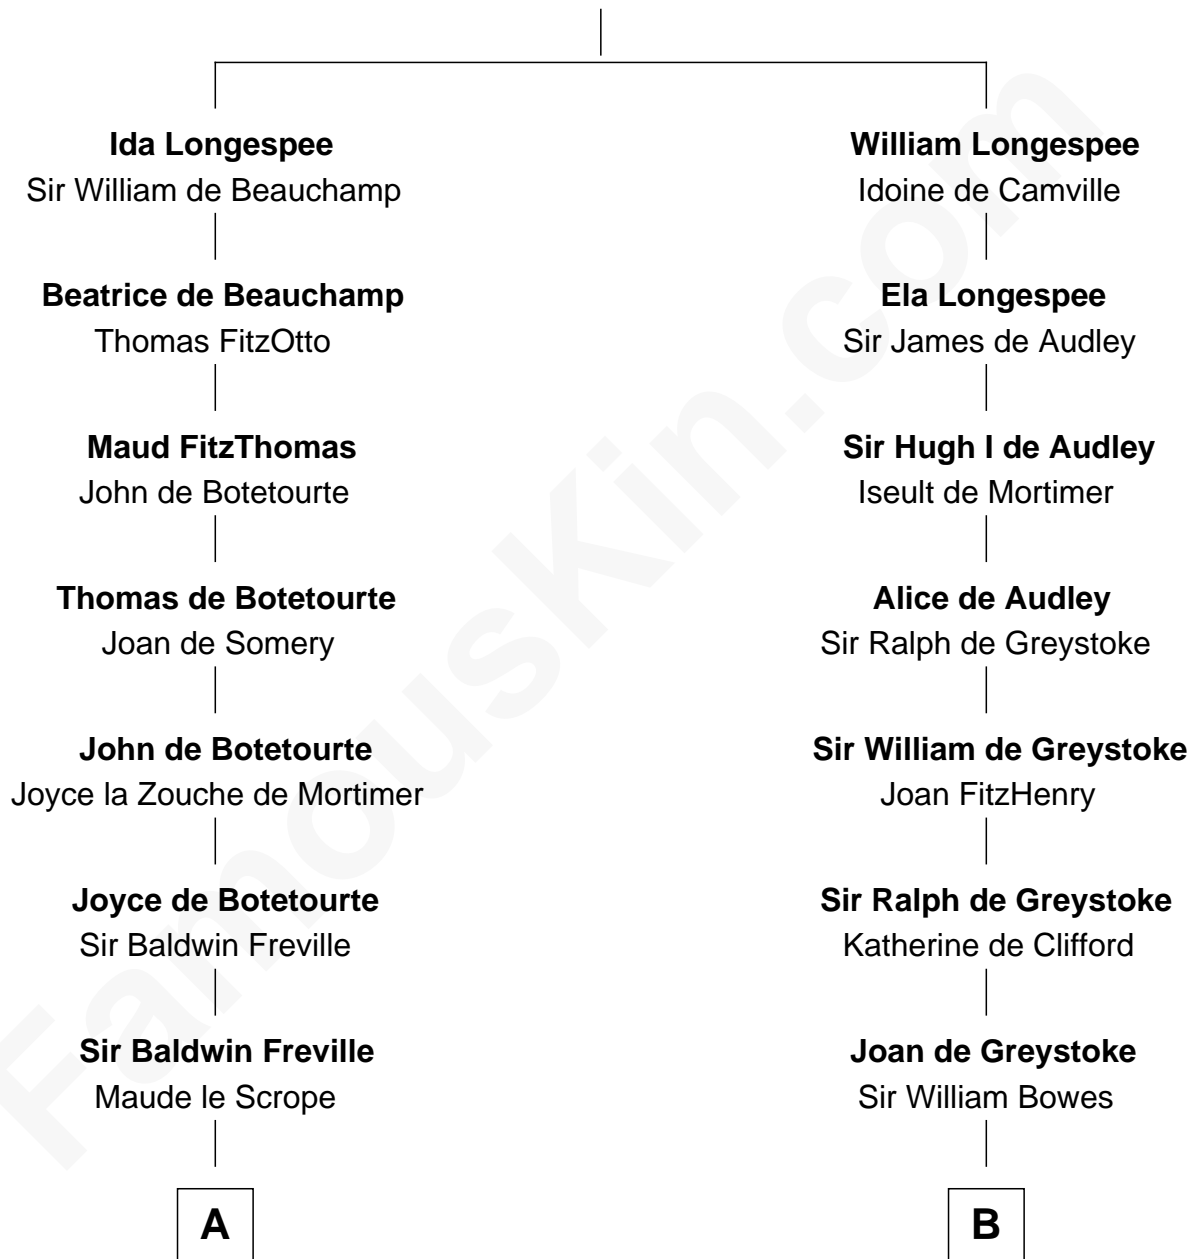 Ida Longespee
Sir William de Beauchamp
Beatrice de Beauchamp
Thomas FitzOtto
Maud FitzThomas
John de Botetourte
Thomas de Botetourte
Joan de Somery
John de Botetourte
Joyce la Zouche de Mortimer
Joyce de Botetourte
Sir Baldwin Freville
Sir Baldwin Freville
Maude le Scrope
A
William Longespee
Idoine de Camville
Ela Longespee
Sir James de Audley
Sir Hugh I de Audley
Iseult de Mortimer
Alice de Audley
Sir Ralph de Greystoke
Sir William de Greystoke
Joan FitzHenry
Sir Ralph de Greystoke
Katherine de Clifford
Joan de Greystoke
Sir William Bowes
B
FamousKin.com